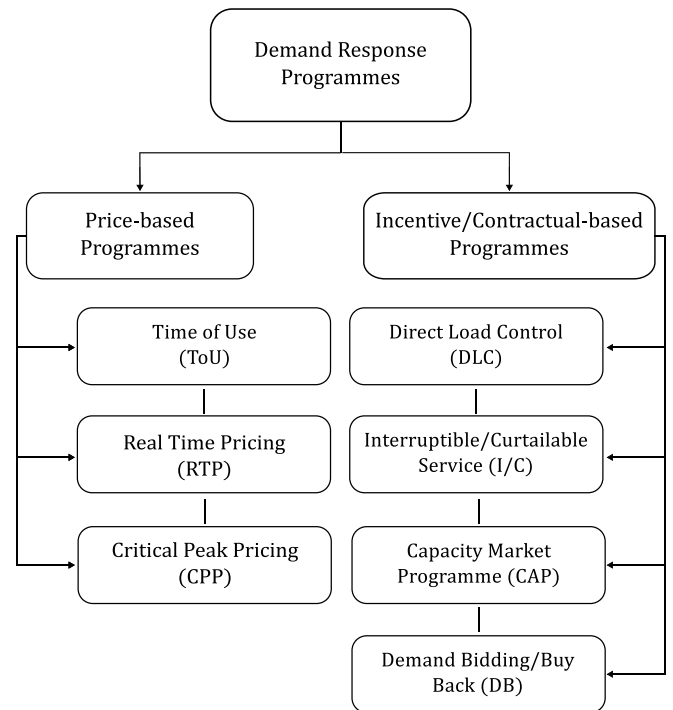 Demand Response
Programmes
Price-based
Programmes
Incentive/Contractual-based
Programmes
Time of Use
(ToU)
Direct Load Control
(DLC)
Real Time Pricing
(RTP)
Interruptible/Curtailable
Service (I/C)
Critical Peak Pricing
(CPP)
Capacity Market
Programme (CAP)
Demand Bidding/Buy
Back (DB)